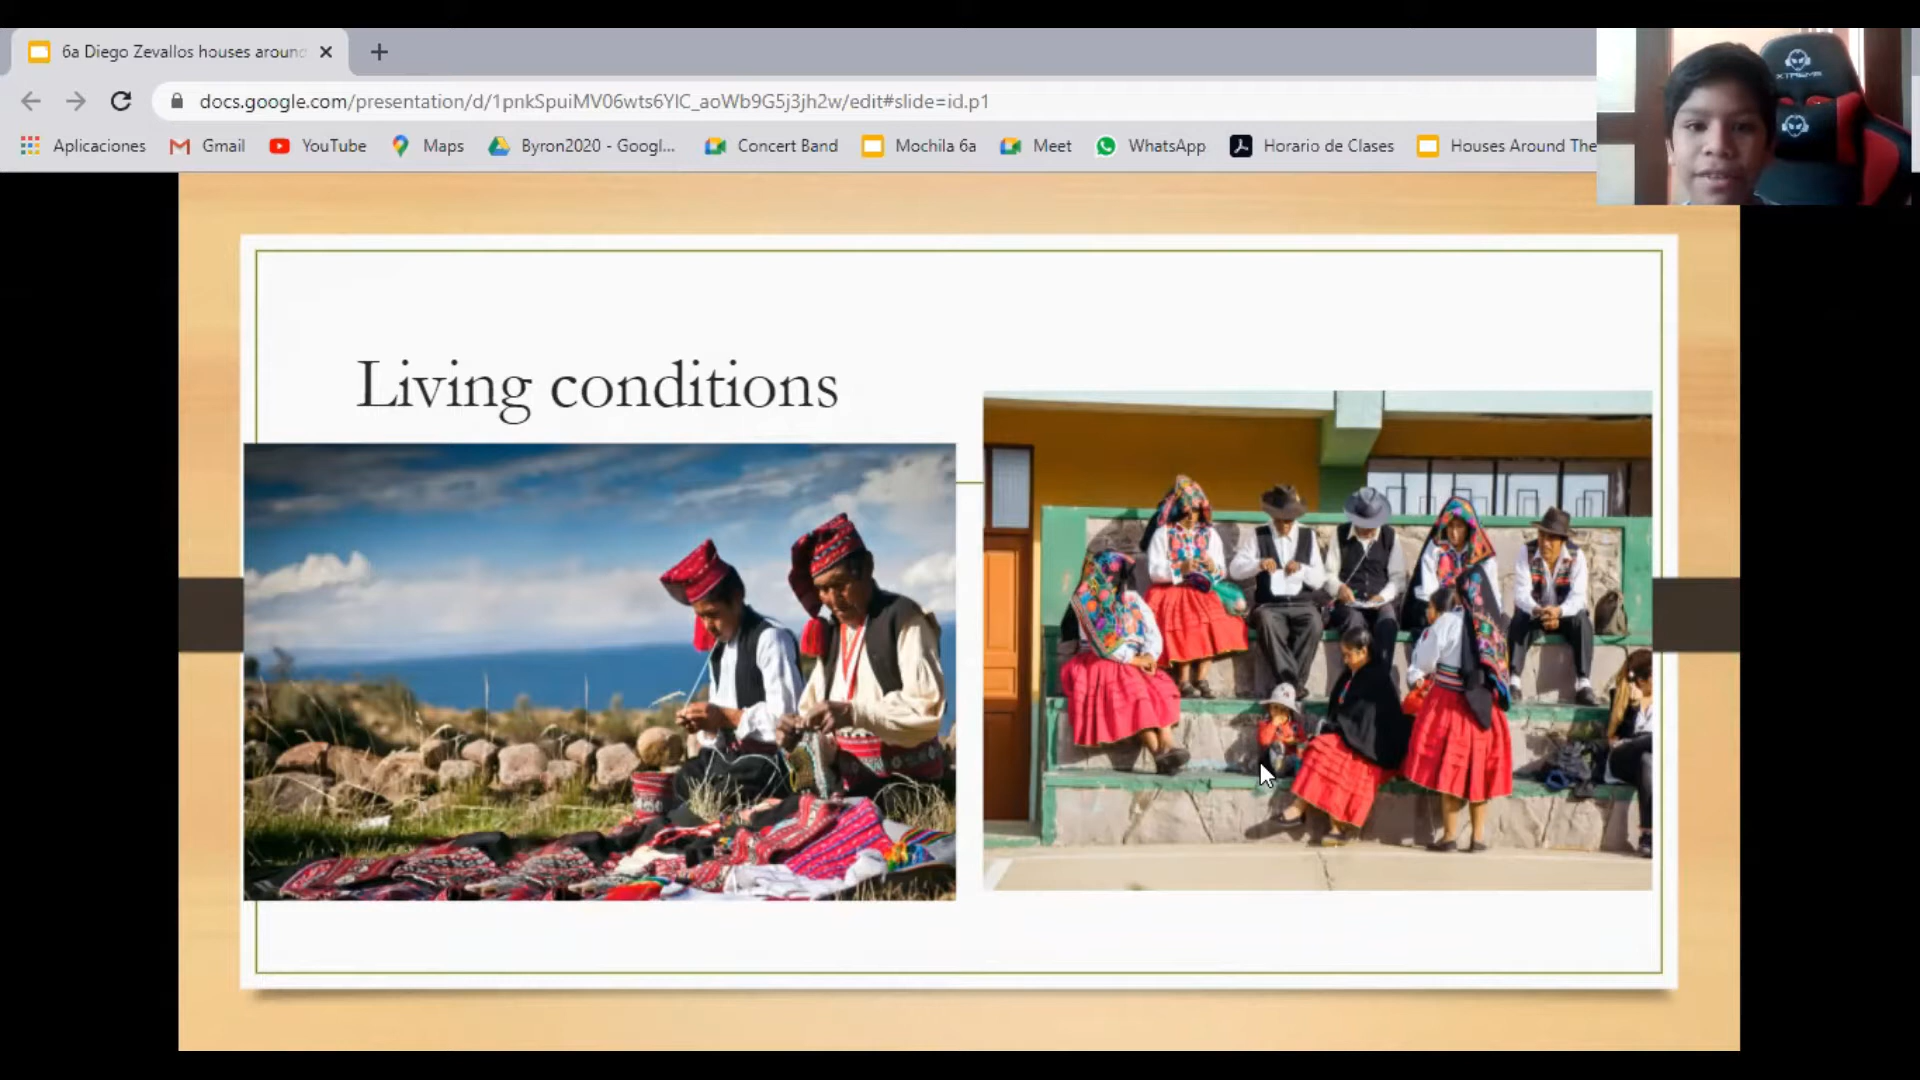 6a Diego Zevallos houses around
docs.google.com/presentation/d/1pnkSpuiMV06wts6YlC_aoWb9G5j3jh2w/edit#slide=id.p1
Aplicaciones Gmail YouTube Maps Byron2020 - Googl... Concert Band Mochila 6a Meet WhatsApp Horario de Clases Houses Around The
XTREME
Living conditions